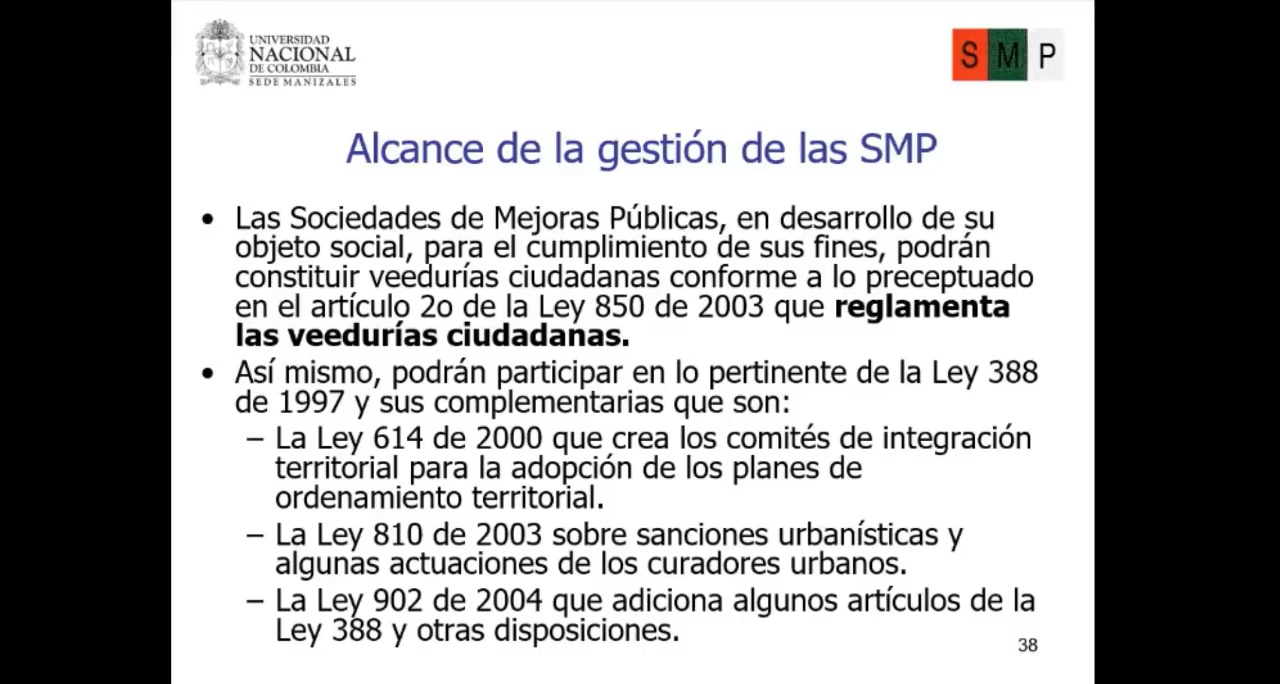 UNIVERSIDAD
NACIONAL
DE COLOMBIA
SEDE MANIZALES
S M P
Alcance de la gestión de las SMP
• Las Sociedades de Mejoras Públicas, en desarrollo de su
objeto social, para el cumplimiento de sus fines, podrán
constituir veedurías ciudadanas conforme a lo preceptuado
en el artículo 2o de la Ley 850 de 2003 que reglamenta
las veedurías ciudadanas.
• Así mismo, podrán participar en lo pertinente de la Ley 388
de 1997 y sus complementarias que son:
– La Ley 614 de 2000 que crea los comités de integración
territorial para la adopción de los planes de
ordenamiento territorial.
– La Ley 810 de 2003 sobre sanciones urbanísticas y
algunas actuaciones de los curadores urbanos.
– La Ley 902 de 2004 que adiciona algunos artículos de la
Ley 388 y otras disposiciones.
38